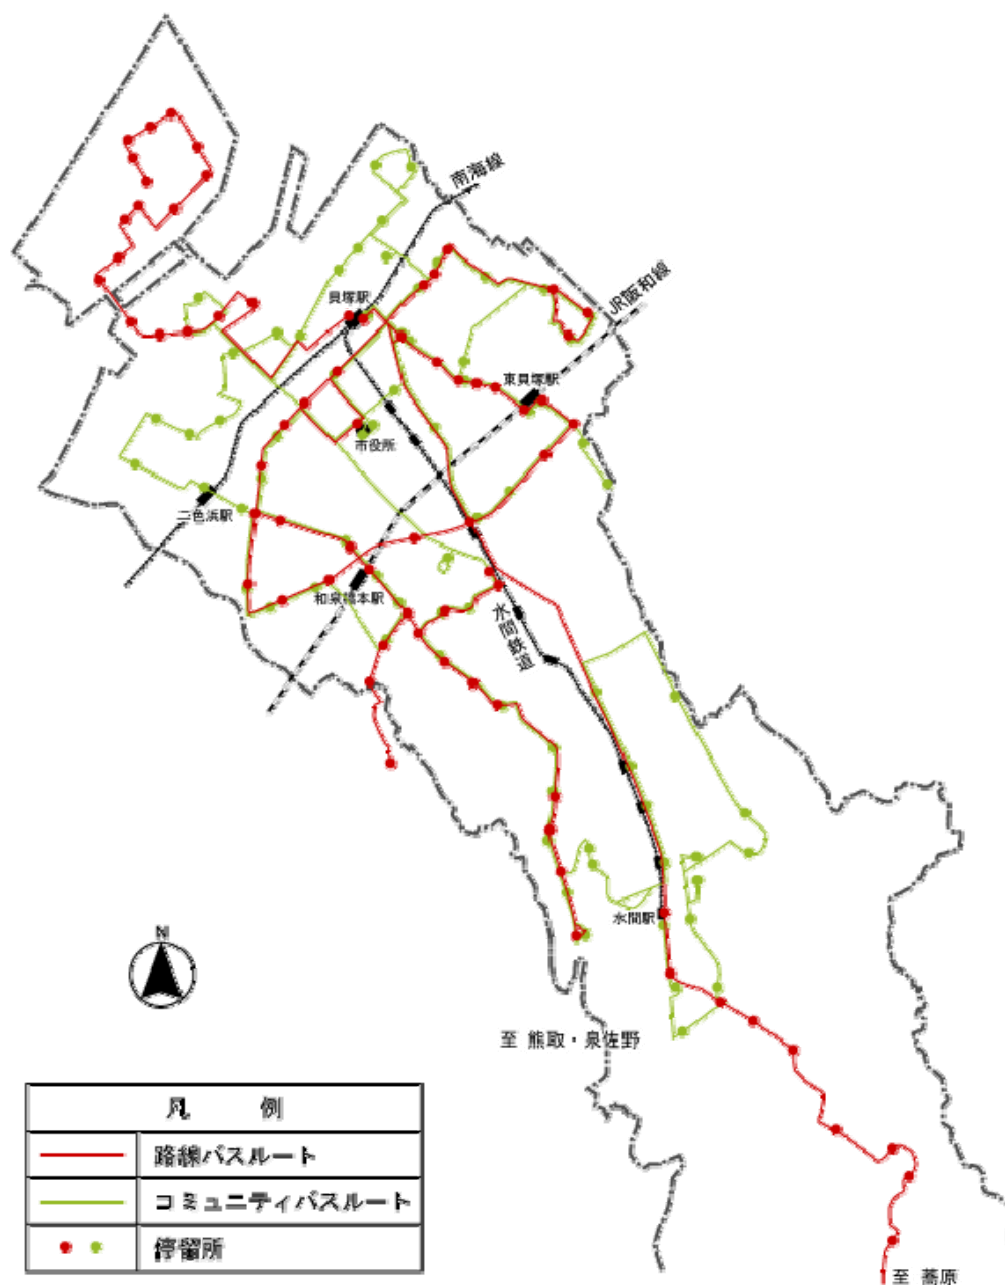 南海線
貝塚駅
JR阪和線
東貝塚駅
市役所
二色浜駅
和泉橋本駅
水間鉄道
水間駅
N
至 熊取・泉佐野
凡 例
路線バスルート
コミュニティバスルート
停留所
至 蕎原